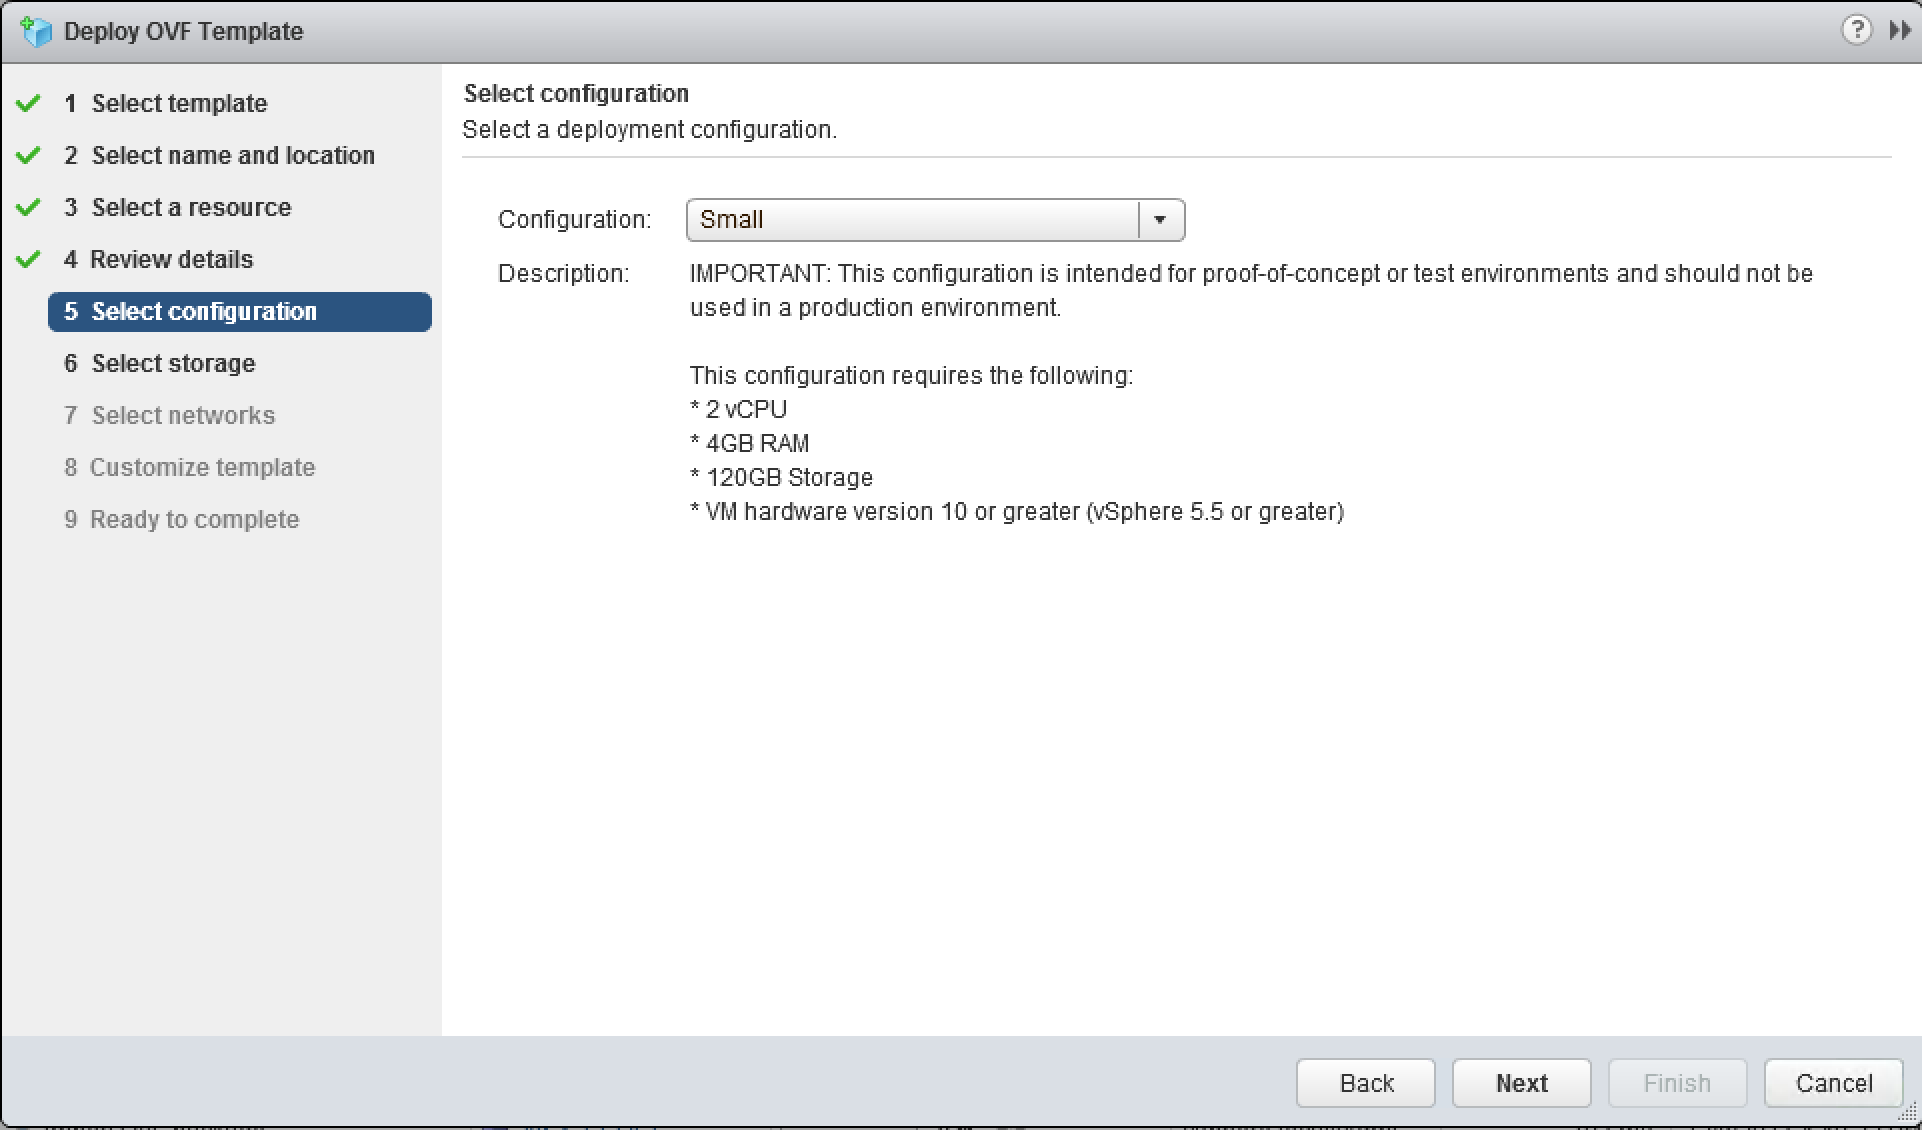 Deploy OVF Template
?
1 Select template
2 Select name and location
3 Select a resource
4 Review details
5 Select configuration
6 Select storage
7 Select networks
8 Customize template
9 Ready to complete
Select configuration
Select a deployment configuration.
Configuration: Small
Description: IMPORTANT: This configuration is intended for proof-of-concept or test environments and should not be
used in a production environment.
This configuration requires the following:
* 2 vCPU
* 4GB RAM
* 120GB Storage
* VM hardware version 10 or greater (vSphere 5.5 or greater)
Back Next Finish Cancel